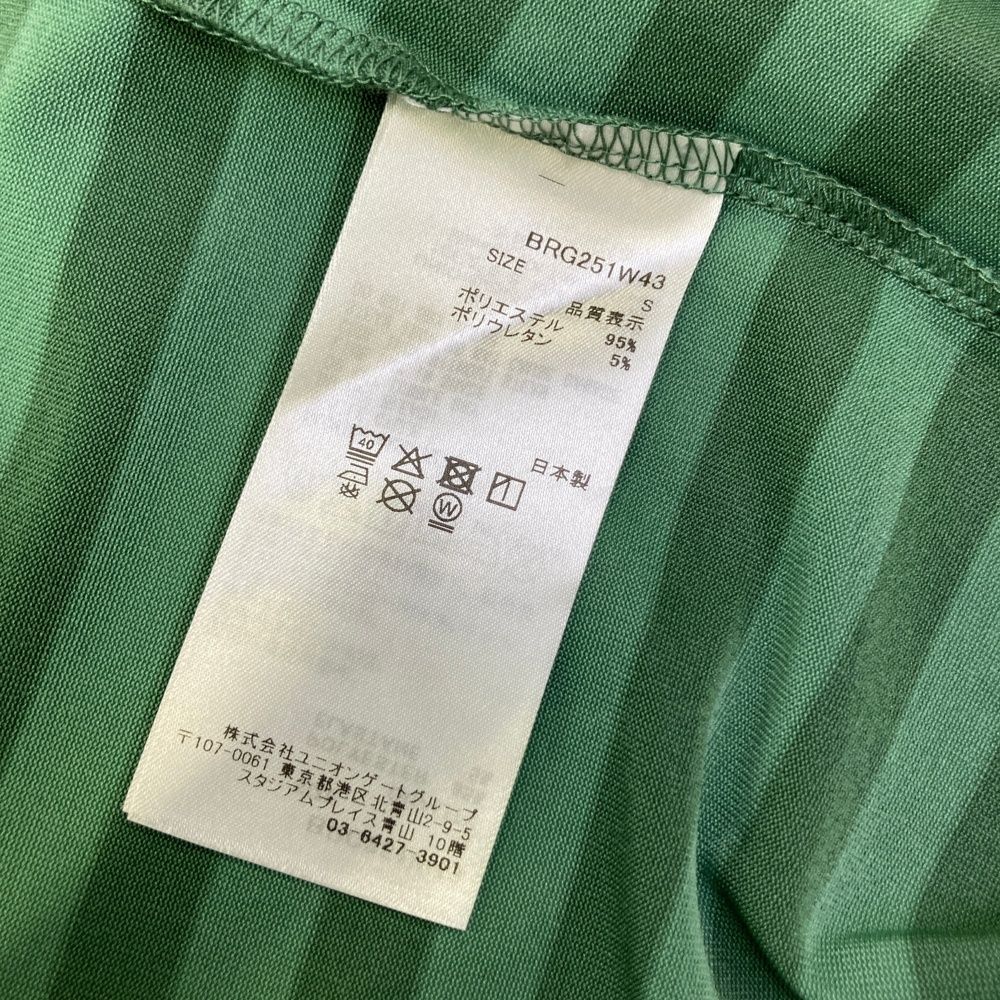 BRG251W43
SIZE S
品質表示
ポリエステル 95%
ポリウレタン 5%
40
W
日本製
株式会社ユニオンゲートグループ
〒107-0061 東京都港区北青山2-9-5
スタジアムプレイス青山 10階
03-6427-3901